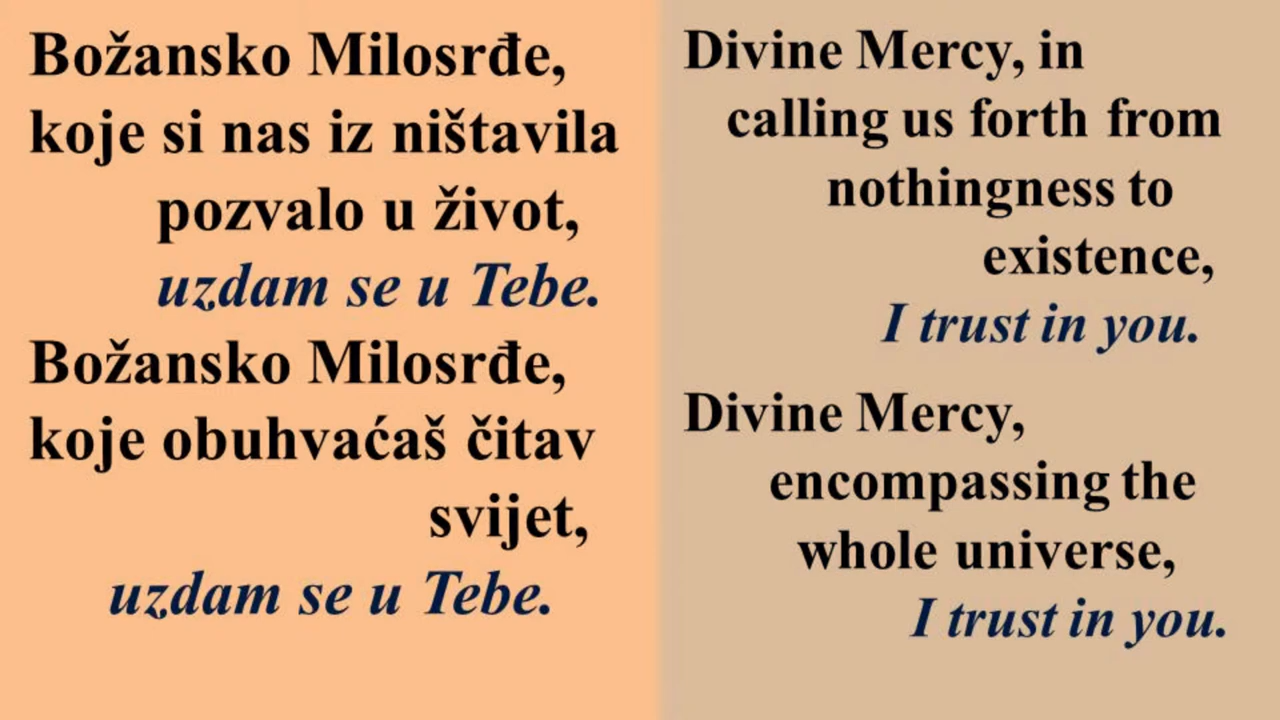 Božansko Milosrđe,
koje si nas iz ništavila
pozvalo u život,
uzdam se u Tebe.
Božansko Milosrđe,
koje obuhvaćaš čitav
svijet,
uzdam se u Tebe.
Divine Mercy, in
calling us forth from
nothingness to
existence,
I trust in you.
Divine Mercy,
encompassing the
whole universe,
I trust in you.